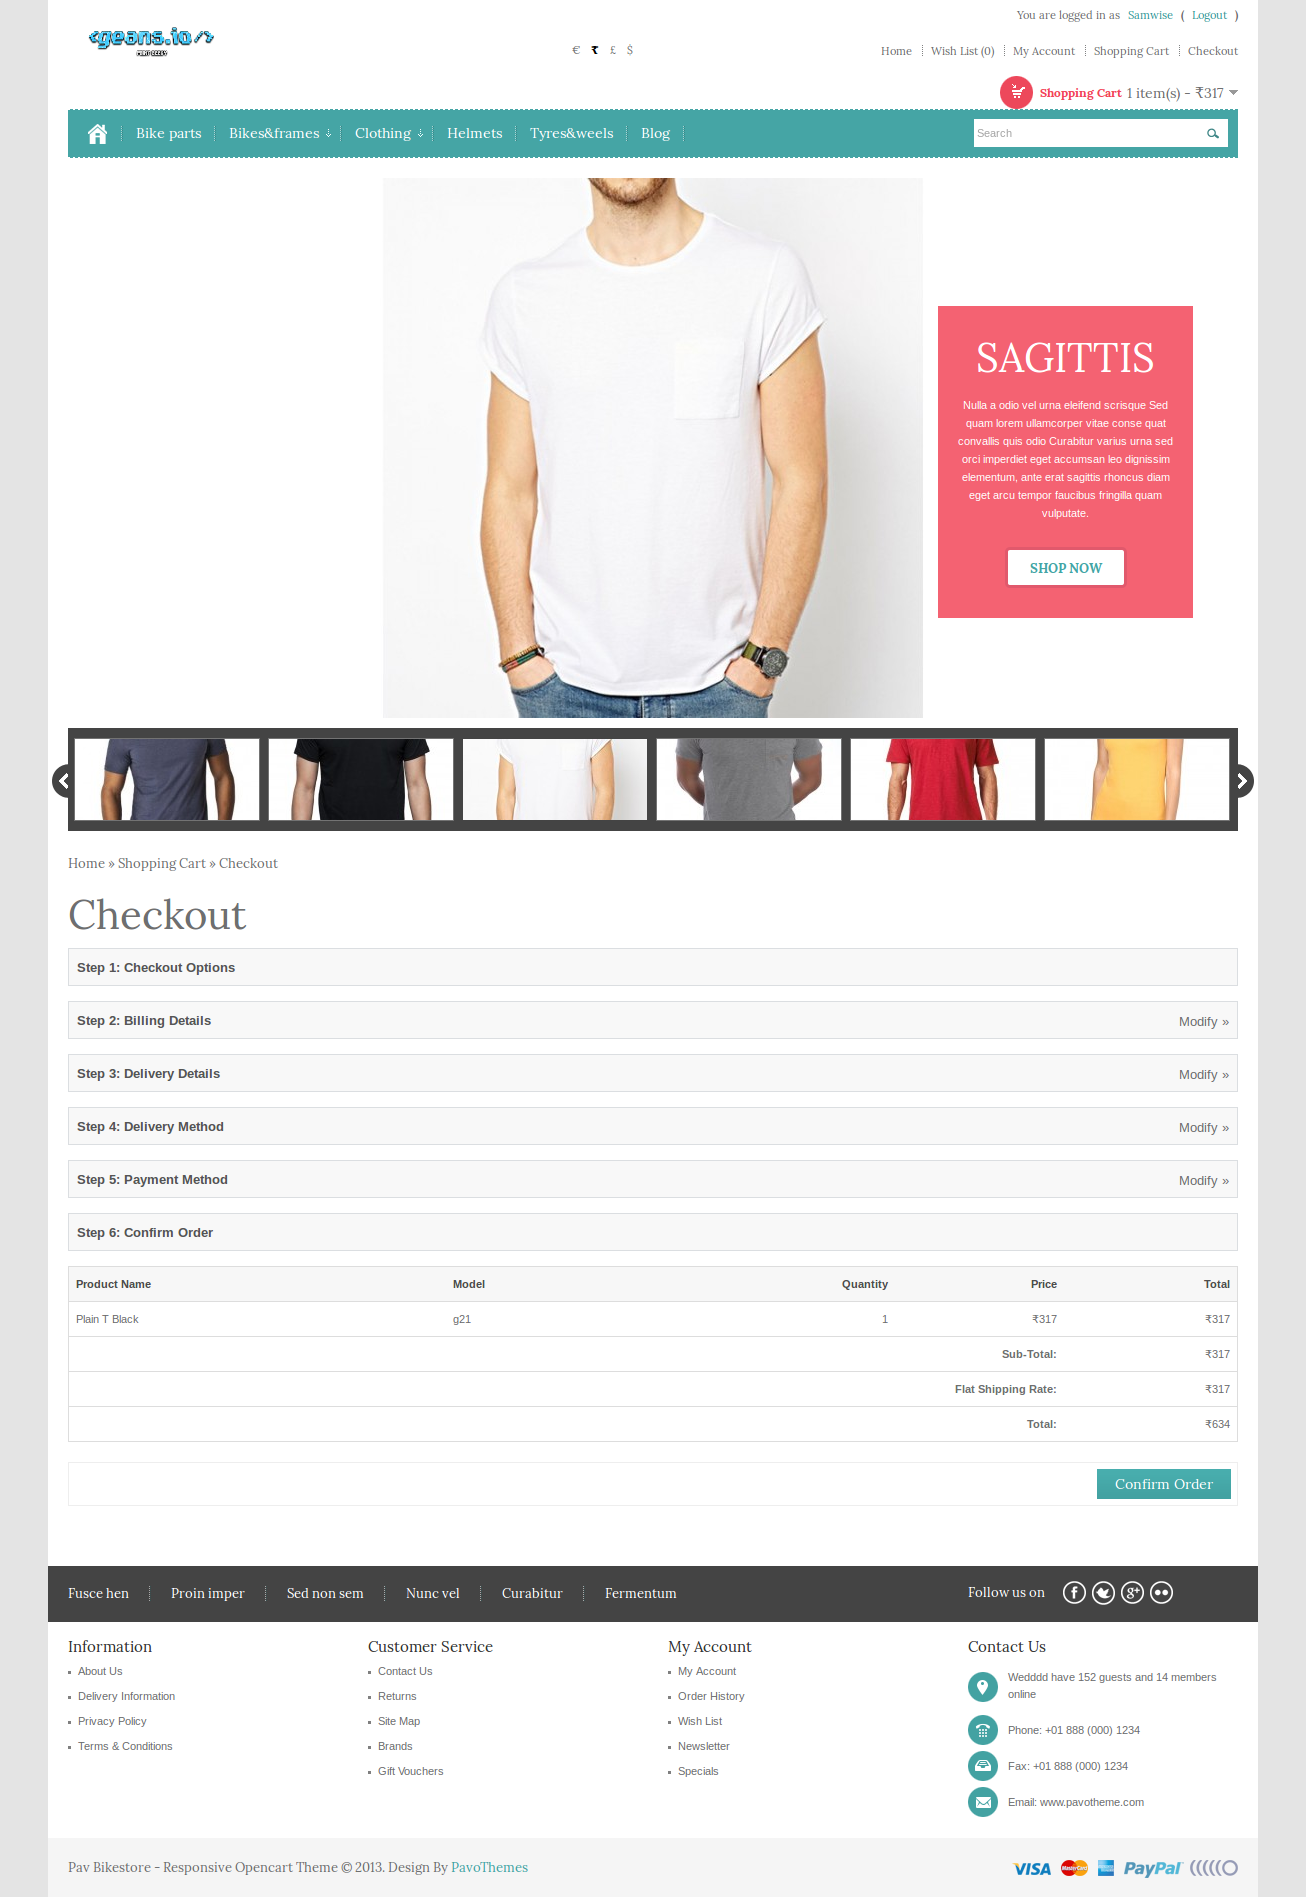 You are logged in as Samwise ( Logout )
<geans.io/>
€ ₹ £ $
Home Wish List (0) My Account Shopping Cart Checkout
Shopping Cart 1 item(s) - ₹317
Bike parts Bikes&frames Clothing Helmets Tyres&weels Blog Search
SAGITTIS
Nulla a odio vel urna eleifend scrisque Sed
quam lorem ullamcorper vitae conse quat
convallis quis odio Curabitur varius urna sed
orci imperdiet eget accumsan leo dignissim
elementum, ante erat sagittis rhoncus diam
eget arcu tempor faucibus fringilla quam
vulputate.
SHOP NOW
Home » Shopping Cart » Checkout
Checkout
Step 1: Checkout Options
Step 2: Billing Details Modify »
Step 3: Delivery Details Modify »
Step 4: Delivery Method Modify »
Step 5: Payment Method Modify »
Step 6: Confirm Order
Product Name Model Quantity Price Total
Plain T Black g21 1 ₹317 ₹317
Sub-Total: ₹317
Flat Shipping Rate: ₹317
Total: ₹634
Confirm Order
Fusce hen Proin imper Sed non sem Nunc vel Curabitur Fermentum Follow us on
Information
About Us
Delivery Information
Privacy Policy
Terms & Conditions
Customer Service
Contact Us
Returns
Site Map
Brands
Gift Vouchers
My Account
My Account
Order History
Wish List
Newsletter
Specials
Contact Us
Wedddd have 152 guests and 14 members
online
Phone: +01 888 (000) 1234
Fax: +01 888 (000) 1234
Email: www.pavotheme.com
Pav Bikestore - Responsive Opencart Theme © 2013. Design By PavoThemes
VISA MasterCard PayPal